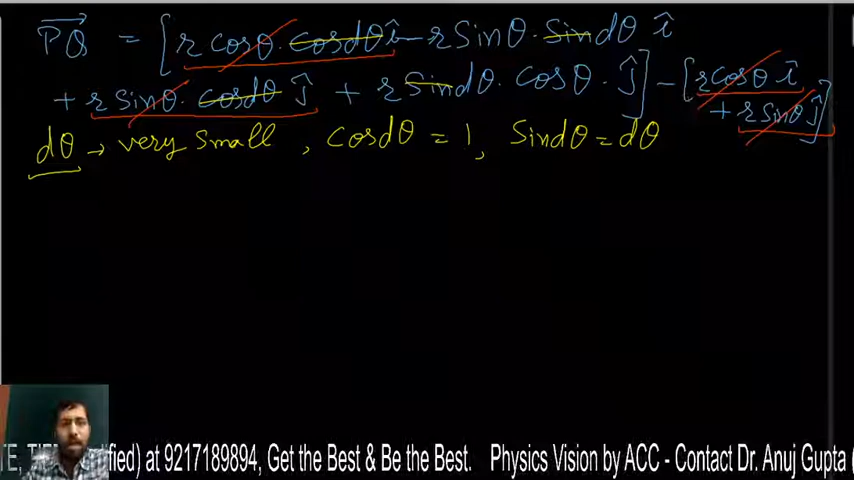 $\overrightarrow{PQ}$ = [r cosθ. cosdθ î - r Sinθ. Sindθ î
+ r sinθ. cosdθ ĵ + r Sindθ. cosθ. ĵ] - [r cosθ î
+ r sinθ ĵ]
dθ → very small , cosdθ = 1, Sindθ = dθ
fied) at 9217189894, Get the Best & Be the Best. Physics Vision by ACC - Contact Dr. Anuj Gupta (